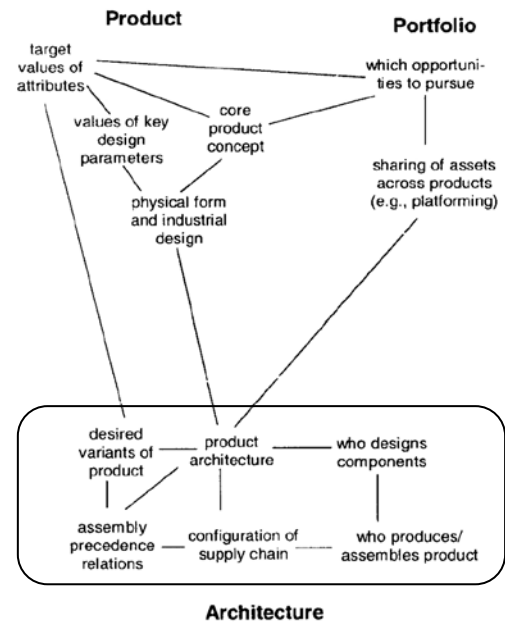 Product
Portfolio
target
values of
attributes
which opportuni-
ties to pursue
values of key
design
parameters
core
product
concept
sharing of assets
across products
(e.g., platforming)
physical form
and industrial
design
desired
variants of
product
product
architecture
who designs
components
assembly
precedence
relations
configuration of
supply chain
who produces/
assembles product
Architecture